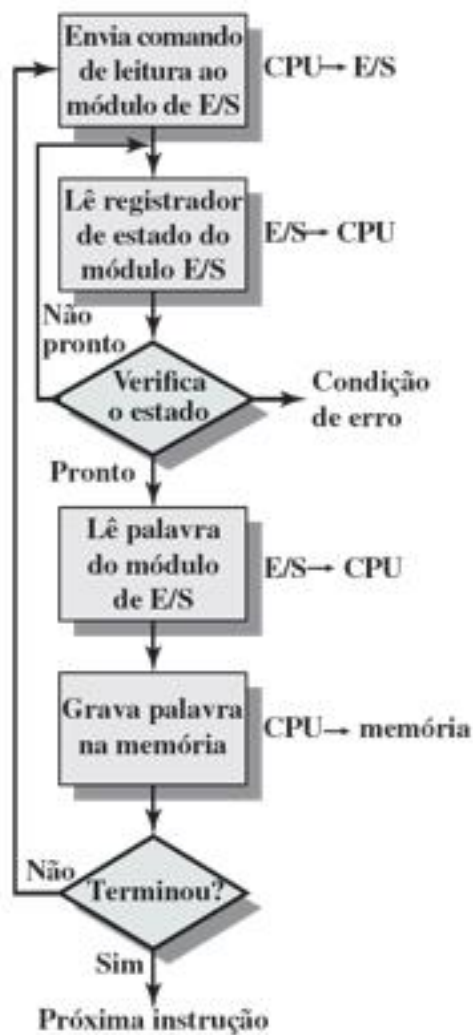 Envia comando
de leitura ao
módulo de E/S
CPU→ E/S
Lê registrador
de estado do
módulo E/S
E/S→ CPU
Não
pronto
Verifica
o estado
Condição
de erro
Pronto
Lê palavra
do módulo
de E/S
E/S→ CPU
Grava palavra
na memória
CPU→ memória
Não
Terminou?
Sim
Próxima instrução